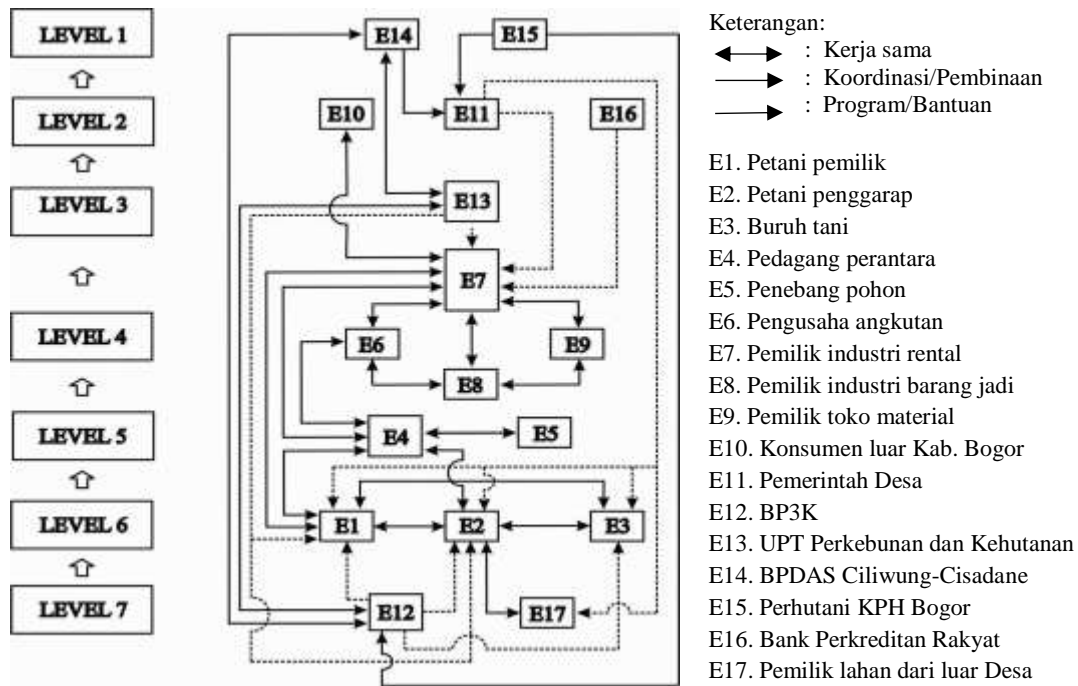 LEVEL 1
LEVEL 2
LEVEL 3
LEVEL 4
LEVEL 5
LEVEL 6
LEVEL 7
E14
E15
E10
E11
E16
E13
E7
E6
E9
E8
E4
E5
E1
E2
E3
E12
E17
Keterangan:
: Kerja sama
: Koordinasi/Pembinaan
: Program/Bantuan
E1. Petani pemilik
E2. Petani penggarap
E3. Buruh tani
E4. Pedagang perantara
E5. Penebang pohon
E6. Pengusaha angkutan
E7. Pemilik industri rental
E8. Pemilik industri barang jadi
E9. Pemilik toko material
E10. Konsumen luar Kab. Bogor
E11. Pemerintah Desa
E12. BP3K
E13. UPT Perkebunan dan Kehutanan
E14. BPDAS Ciliwung-Cisadane
E15. Perhutani KPH Bogor
E16. Bank Perkreditan Rakyat
E17. Pemilik lahan dari luar Desa